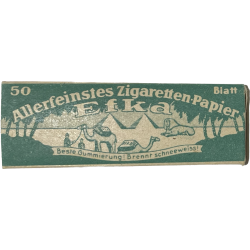 50 Blatt
Allerfeinstes Zigaretten-Papier
Efka
Beste Gummierung! Brennt schneeweiss!